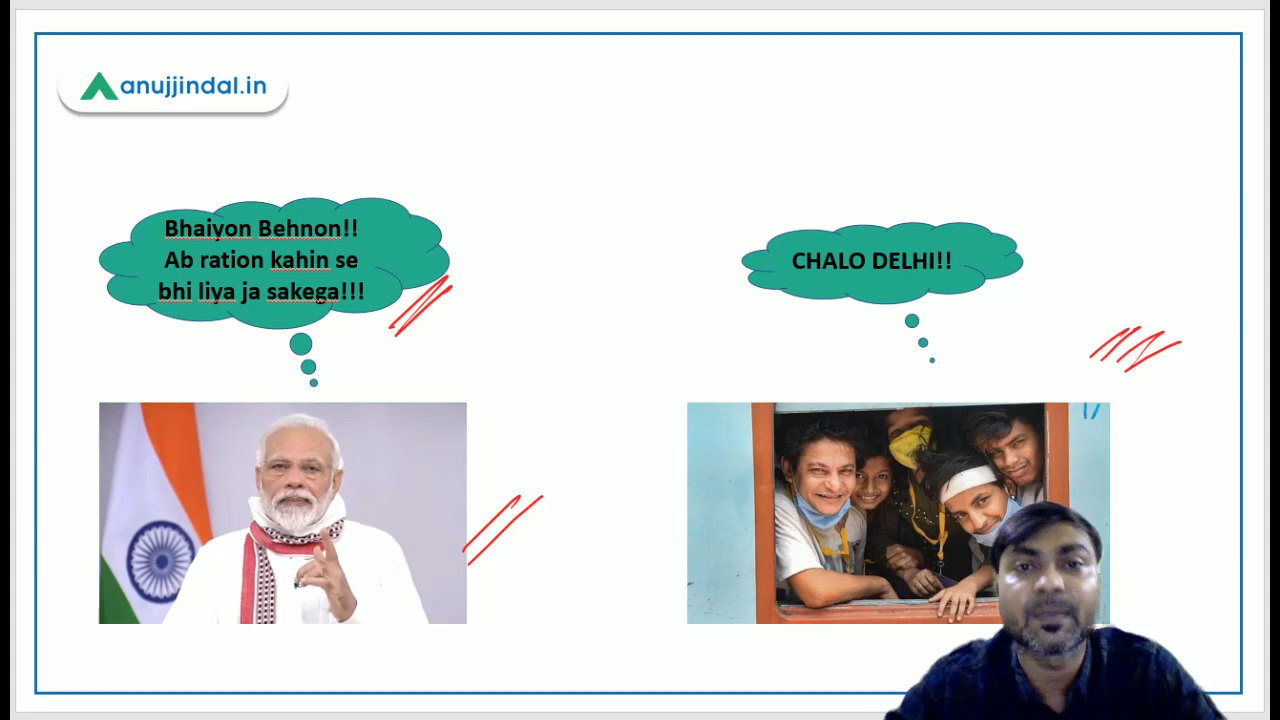 anujjindal.in
Bhaiyon Behnon!!
Ab ration kahin se
bhi liya ja sakega!!!
CHALO DELHI!!